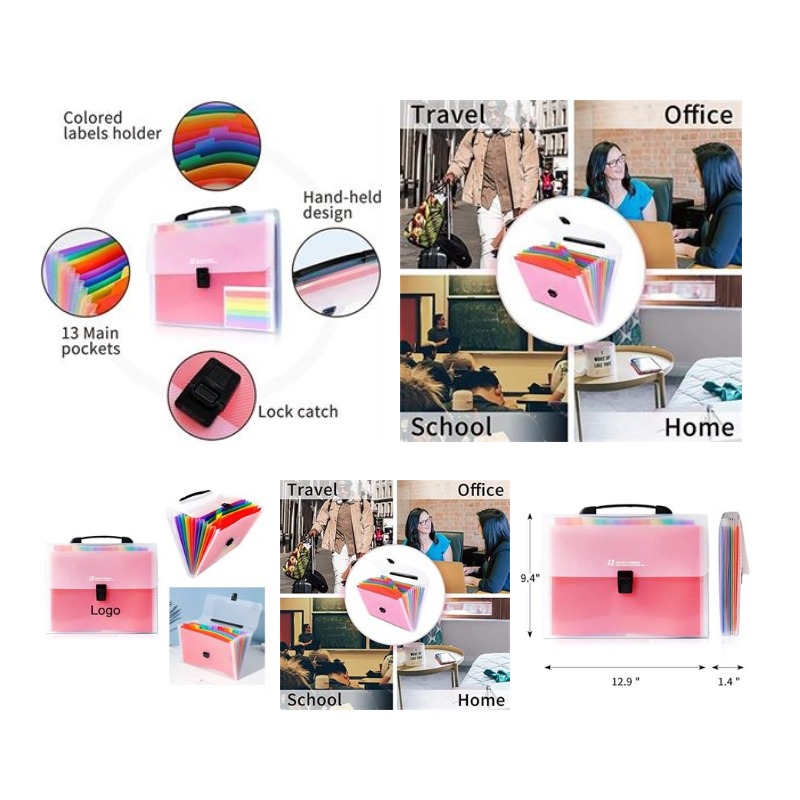 Colored
labels holder
Hand-held
design
13 Main
pockets
Lock catch
Travel
Office
School
Home
Logo
Travel
Office
School
Home
9.4"
12.9 "
1.4 "